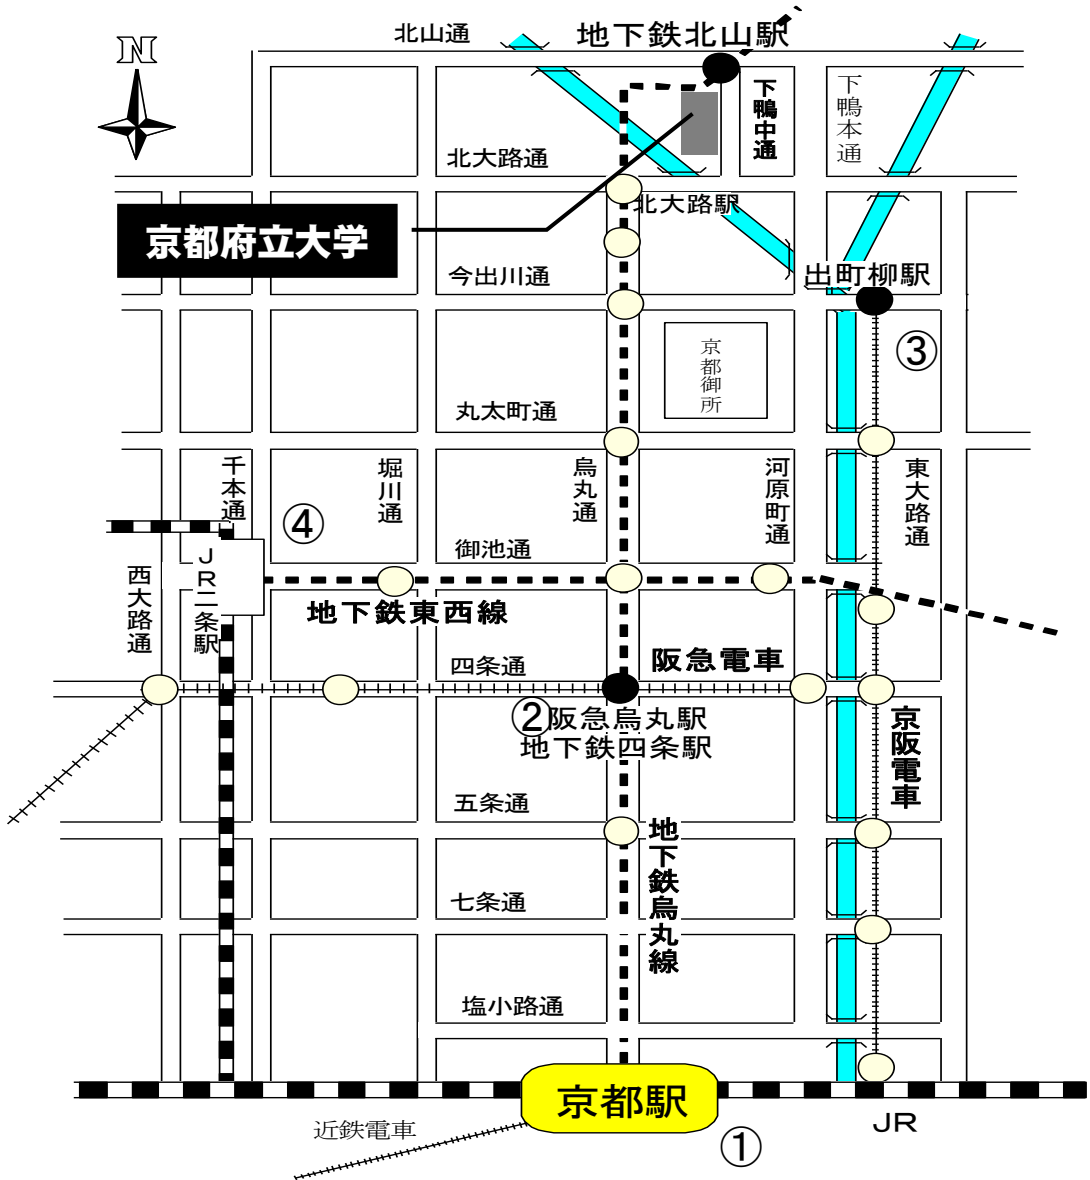 北山通
地下鉄北山駅
N
下鴨中通
下鴨本通
北大路通
北大路駅
京都府立大学
今出川通
出町柳駅
③
京都御所
丸太町通
千本通
堀川通
烏丸通
河原町通
東大路通
④
御池通
西大路通
JR二条駅
地下鉄東西線
四条通
阪急電車
②阪急烏丸駅
地下鉄四条駅
京阪電車
五条通
地下鉄烏丸線
七条通
塩小路通
京都駅
近鉄電車
①
JR